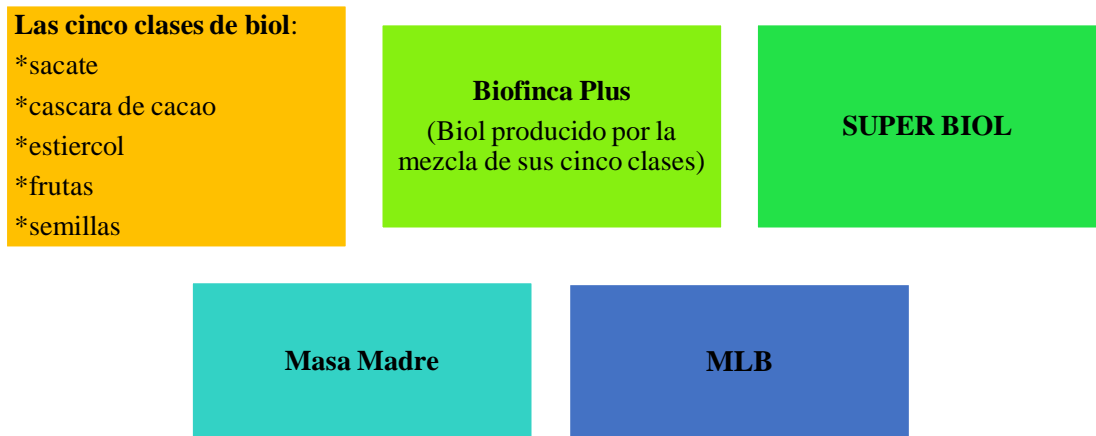 Las cinco clases de biol:
*sacate
*cascara de cacao
*estiercol
*frutas
*semillas
Biofinca Plus
(Biol producido por la
mezcla de sus cinco clases)
SUPER BIOL
Masa Madre
MLB